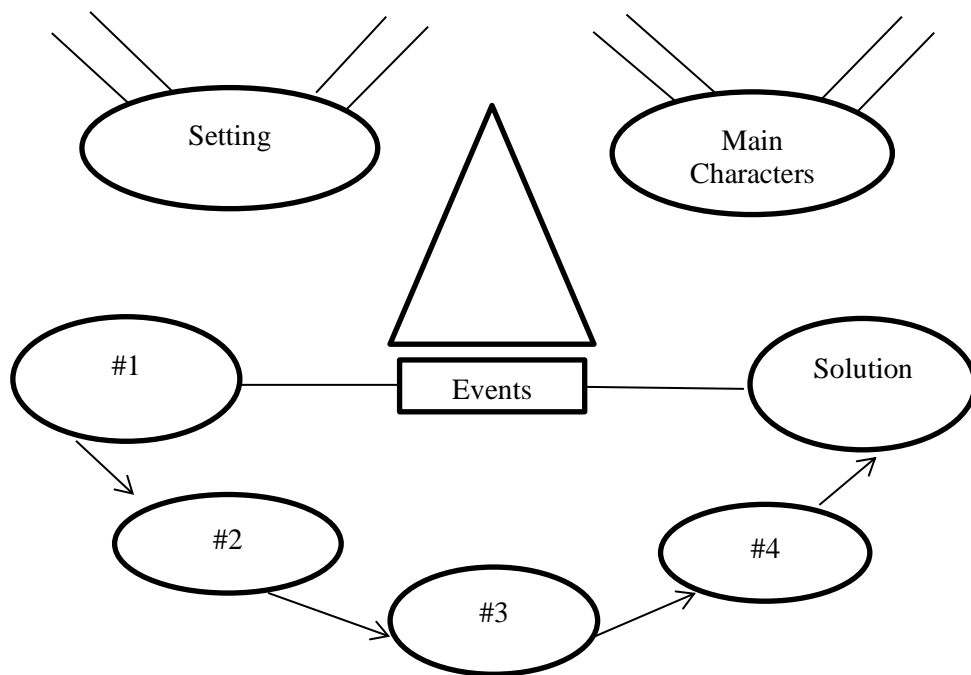 Setting
Main
Characters
#1
Events
Solution
#2
#4
#3